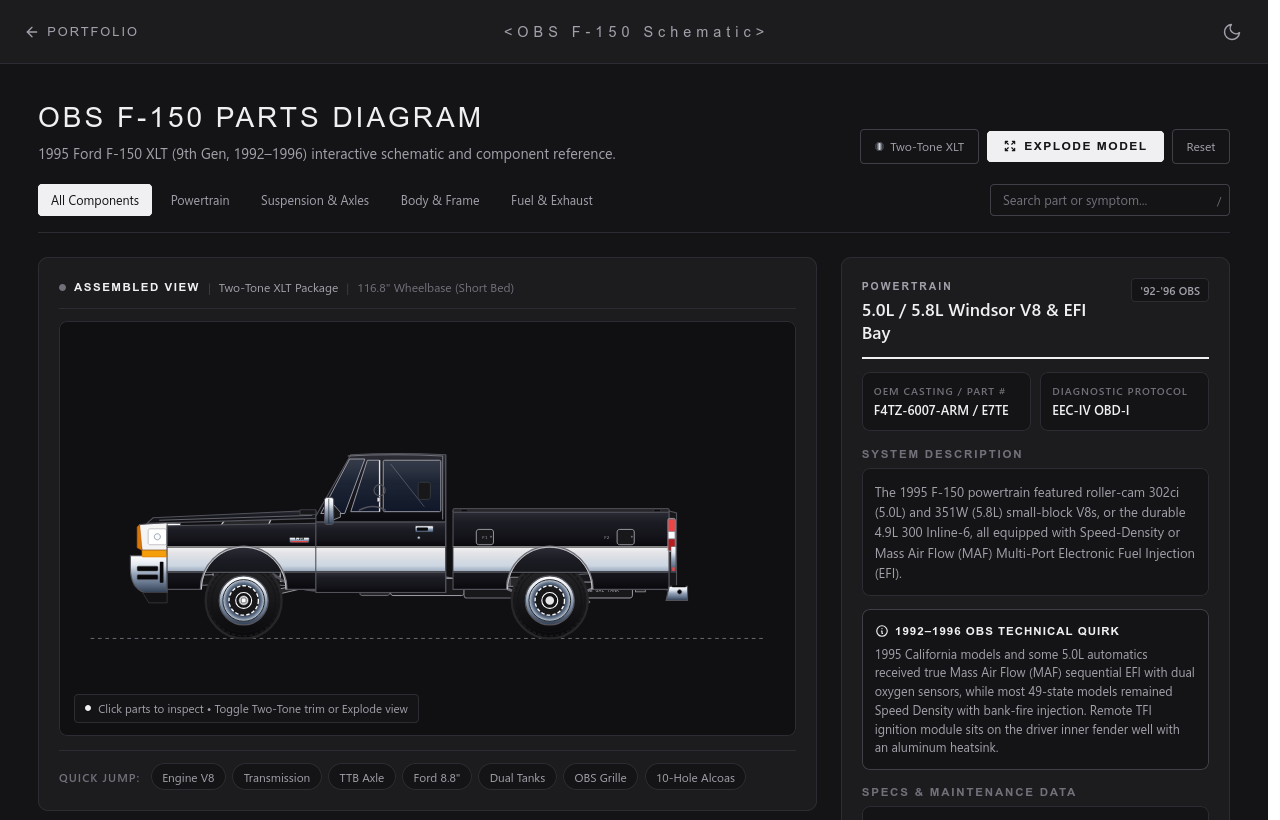 PORTFOLIO
<OBS F-150 Schematic>
OBS F-150 PARTS DIAGRAM
1995 Ford F-150 XLT (9th Gen, 1992–1996) interactive schematic and component reference.
Two-Tone XLT
EXPLODE MODEL
Reset
All Components
Powertrain
Suspension & Axles
Body & Frame
Fuel & Exhaust
Search part or symptom...
/
ASSEMBLED VIEW | Two-Tone XLT Package | 116.8" Wheelbase (Short Bed)
Click parts to inspect • Toggle Two-Tone trim or Explode view
QUICK JUMP:
Engine V8
Transmission
TTB Axle
Ford 8.8"
Dual Tanks
OBS Grille
10-Hole Alcoas
POWERTRAIN
5.0L / 5.8L Windsor V8 & EFI
Bay
'92-'96 OBS
OEM CASTING / PART #
F4TZ-6007-ARM / E7TE
DIAGNOSTIC PROTOCOL
EEC-IV OBD-I
SYSTEM DESCRIPTION
The 1995 F-150 powertrain featured roller-cam 302ci
(5.0L) and 351W (5.8L) small-block V8s, or the durable
4.9L 300 Inline-6, all equipped with Speed-Density or
Mass Air Flow (MAF) Multi-Port Electronic Fuel Injection
(EFI).
1992–1996 OBS TECHNICAL QUIRK
1995 California models and some 5.0L automatics
received true Mass Air Flow (MAF) sequential EFI with dual
oxygen sensors, while most 49-state models remained
Speed Density with bank-fire injection. Remote TFI
ignition module sits on the driver inner fender well with
an aluminum heatsink.
SPECS & MAINTENANCE DATA